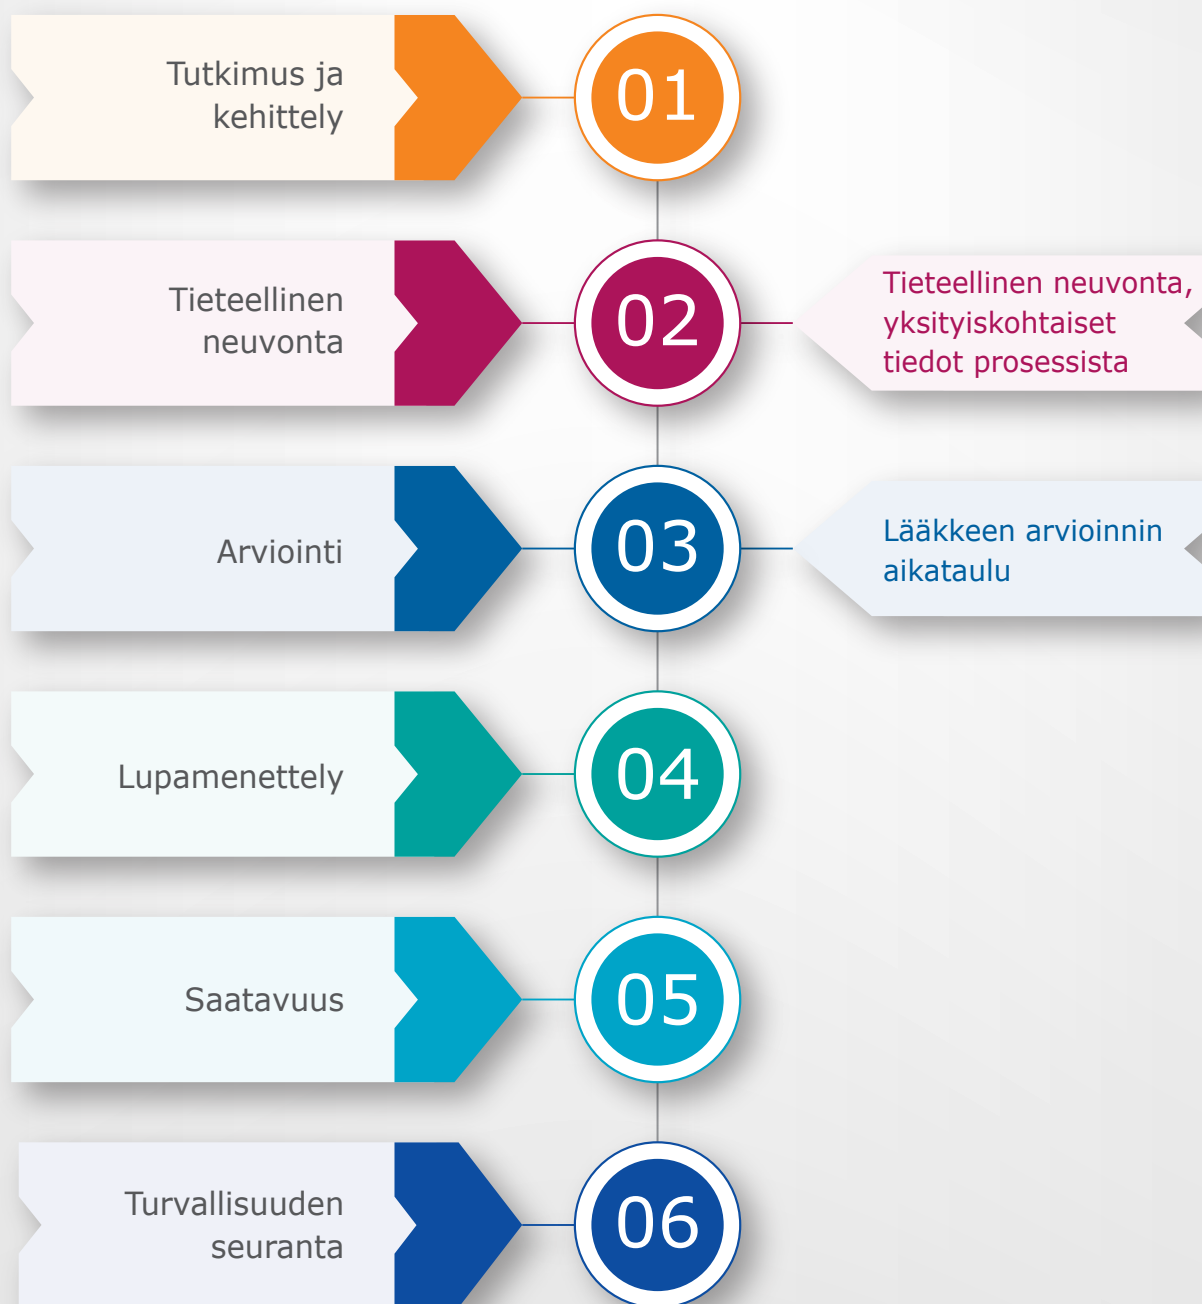 Tutkimus ja
kehittely
01
Tieteellinen
neuvonta
02
Tieteellinen neuvonta,
yksityiskohtaiset
tiedot prosessista
Arviointi
03
Lääkkeen arvioinnin
aikataulu
Lupamenettely
04
Saatavuus
05
Turvallisuuden
seuranta
06